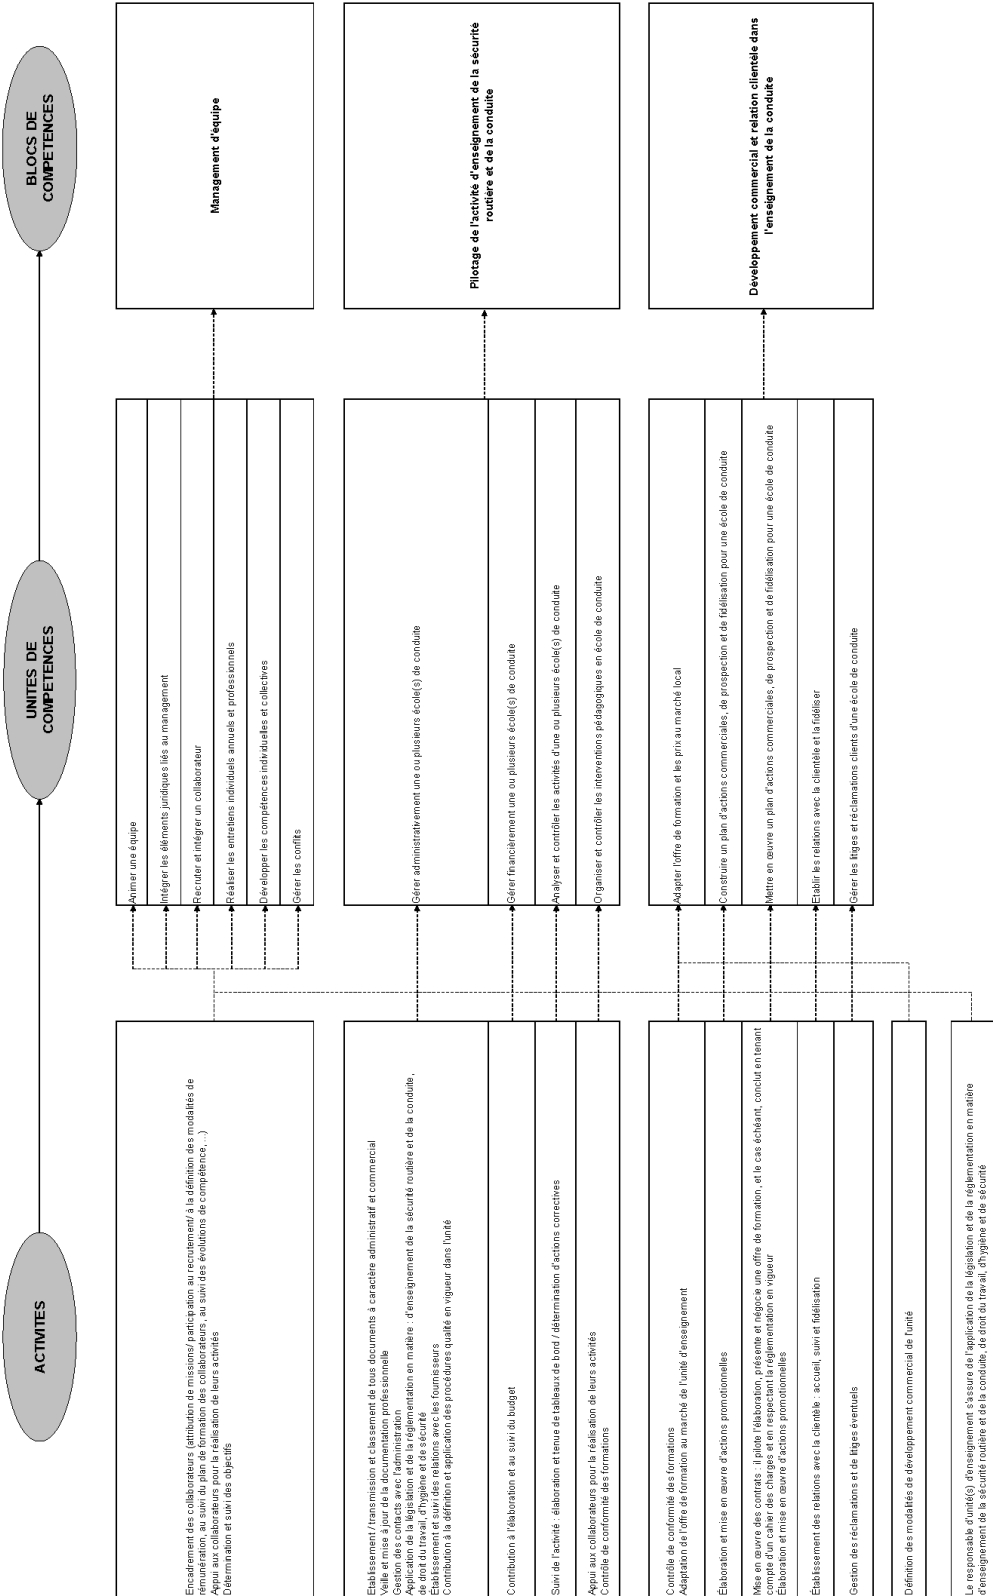 ACTIVITES
UNITES DE
COMPETENCES
BLOCS DE
COMPETENCES
Encadrement des collaborateurs (attribution de missions/ participation au recrutement/ à la définition des modalités de
rémunération, au suivi du plan de formation des collaborateurs, au suivi des évolutions de compétence, ...)
Appui aux collaborateurs pour la réalisation de leurs activités
Détermination et suivi des objectifs
Animer une équipe
Intégrer les éléments juridiques liés au management
Recruter et intégrer un collaborateur
Réaliser les entretiens individuels annuels et professionnels
Développer les compétences individuelles et collectives
Gérer les conflits
Management d'équipe
Etablissement / transmission et classement de tous documents à caractère administratif et commercial
Veille et mise à jour de la documentation professionnelle
Gestion des contacts avec l'administration
Application de la législation et de la réglementation en matière : d'enseignement de la sécurité routière et de la conduite,
de droit du travail, d'hygiène et de sécurité
Etablissement et suivi des relations avec les fournisseurs
Contribution à la définition et application des procédures qualité en vigueur dans l'unité
Contribution à l'élaboration et au suivi du budget
Suivi de l'activité : élaboration et tenue de tableaux de bord / détermination d'actions correctives
Appui aux collaborateurs pour la réalisation de leurs activités
Contrôle de conformité des formations
Gérer administrativement une ou plusieurs école(s) de conduite
Gérer financièrement une ou plusieurs école(s) de conduite
Analyser et contrôler les activités d'une ou plusieurs école(s) de conduite
Organiser et contrôler les interventions pédagogiques en école de conduite
Pilotage de l'activité d'enseignement de la sécurité
routière et de la conduite
Contrôle de conformité des formations
Adaptation de l'offre de formation au marché de l'unité d'enseignement
Elaboration et mise en œuvre d'actions promotionnelles
Mise en œuvre des contrats : il pilote l'élaboration, présente et négocie une offre de formation, et le cas échéant, conclut en tenant
compte d'un cahier des charges et en respectant la réglementation en vigueur
Elaboration et mise en œuvre d'actions promotionnelles
Établissement des relations avec la clientèle : accueil, suivi et fidélisation
Gestion des réclamations et de litiges éventuels
Adapter l'offre de formation et les prix au marché local
Construire un plan d'actions commerciales, de prospection et de fidélisation pour une école de conduite
Mettre en œuvre un plan d'actions commerciales, de prospection et de fidélisation pour une école de conduite
Etablir les relations avec la clientèle et la fidéliser
Gérer les litiges et réclamations clients d'une école de conduite
Développement commercial et relation clientèle dans
l'enseignement de la conduite
Définition des modalités de développement commercial de l'unité
Le responsable d'unité(s) d'enseignement s'assure de l'application de la législation et de la réglementation en matière
d'enseignement de la sécurité routière et de la conduite, de droit du travail, d'hygiène et de sécurité